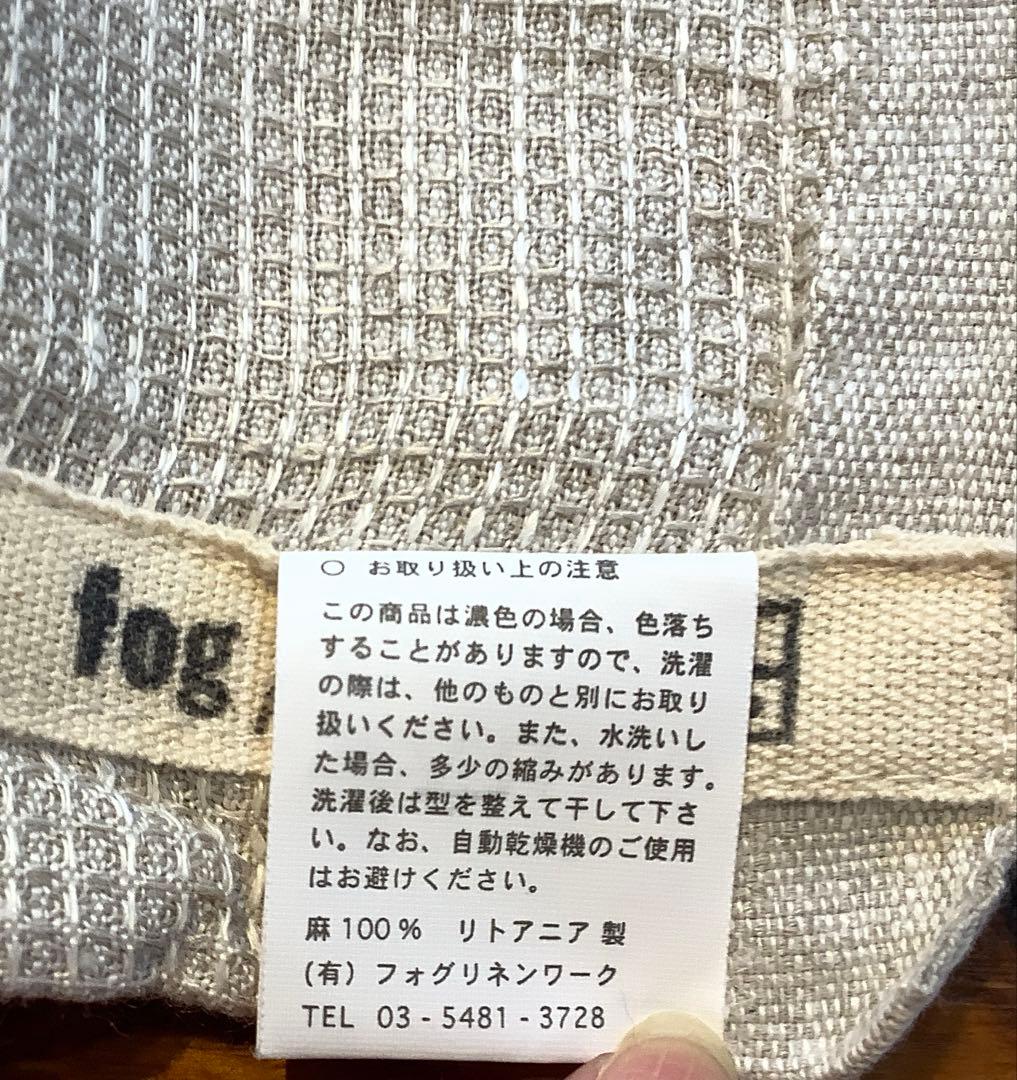 fog
○ お取り扱い上の注意
この商品は濃色の場合、色落ち
することがありますので、洗濯
の際は、他のものと別にお取り
扱いください。また、水洗いし
た場合、多少の縮みがあります。
洗濯後は型を整えて干して下さ
い。なお、自動乾燥機のご使用
はお避けください。
麻 100 % リトアニア 製
(有) フォグリネンワーク
TEL 03 - 5481 - 3728